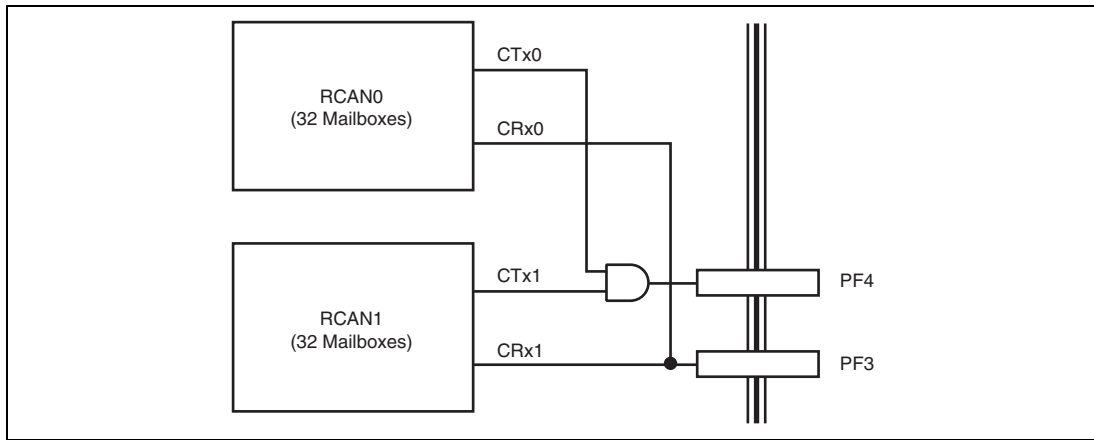 CTx0
RCAN0
(32 Mailboxes)
CRx0
CTx1
PF4
RCAN1
(32 Mailboxes)
CRx1
PF3